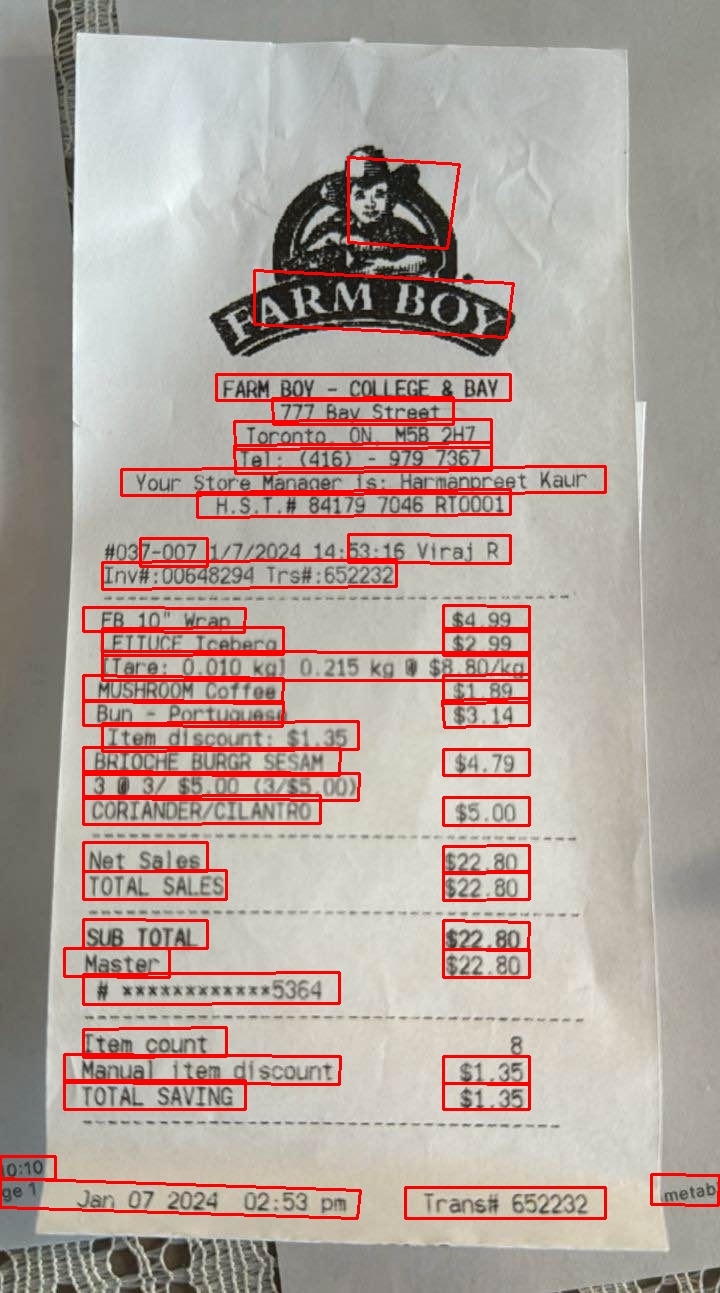 FARM BOY
FARM BOY - COLLEGE & BAY
777 Bay Street
Toronto, ON, M5B 2H7
Tel: (416) - 979 7367
Your Store Manager is: Harmanpreet Kaur
H.S.T.# 84179 7046 RT0001
#037-007 1/7/2024 14:53:16 Viraj R
Inv#:00648294 Trs#:652232
FB 10" Wrap $4.99
LETTUCE Iceberg $2.99
[Tare: 0.010 kg] 0.215 kg @ $8.80/kg
MUSHROOM Coffee $1.89
Bun - Portuguese $3.14
Item discount: $1.35
BRIOCHE BURGR SESAM $4.79
3 @ 3/ $5.00 (3/$5.00)
CORIANDER/CILANTRO $5.00
Net Sales $22.80
TOTAL SALES $22.80
SUB TOTAL $22.80
Master $22.80
# ************5364
Item count 8
Manual item discount $1.35
TOTAL SAVING $1.35
0:10
ge 1
Jan 07 2024 02:53 pm Trans# 652232
.metab